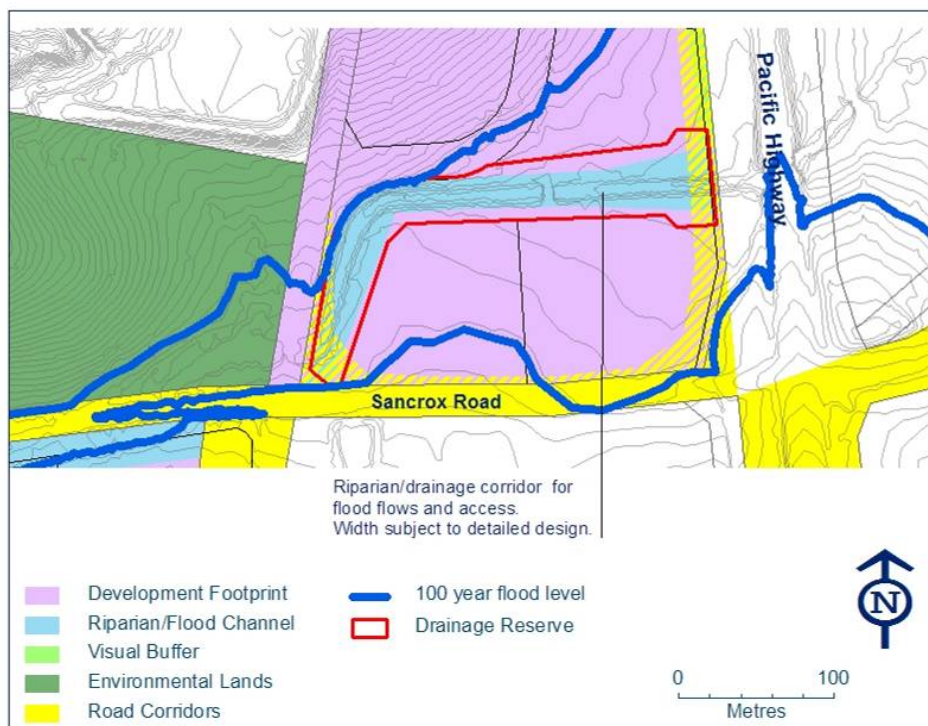 Pacific Highway
Sancrox Road
Riparian/drainage corridor for
flood flows and access.
Width subject to detailed design.
Development Footprint
Riparian/Flood Channel
Visual Buffer
Environmental Lands
Road Corridors
100 year flood level
Drainage Reserve
N
0 100
Metres